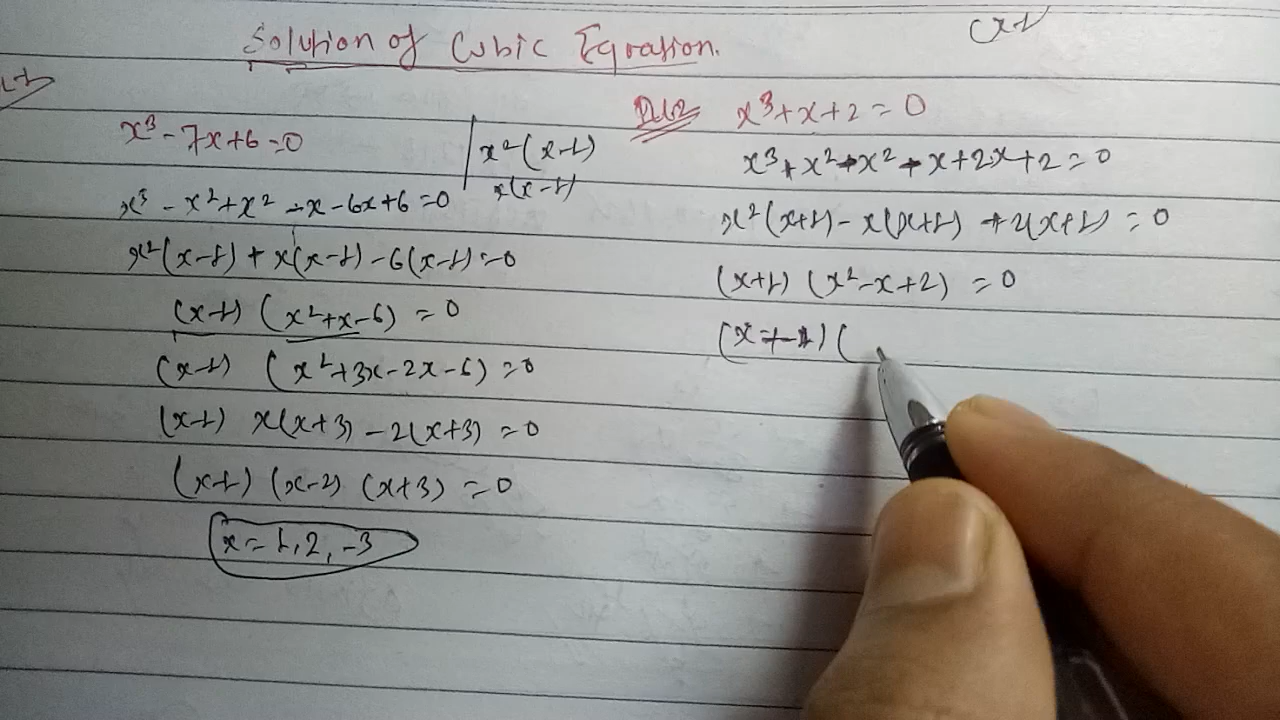 Solution of Cubic Equation.
x³ - 7x + 6 = 0
x²(x-1)
x(x-1)
x³ - x² + x² - x - 6x + 6 = 0
x²(x-1) + x(x-1) - 6(x-1) = 0
(x-1) (x² + x - 6) = 0
(x-1) (x² + 3x - 2x - 6) = 0
(x-1) x(x+3) - 2(x+3) = 0
(x-1) (x-2) (x+3) = 0
x = 1, 2, -3
x³ + x + 2 = 0
x³ + x² - x² - x + 2x + 2 = 0
x²(x+1) - x(x+1) + 2(x+1) = 0
(x+1) (x² - x + 2) = 0
(x = -1) (